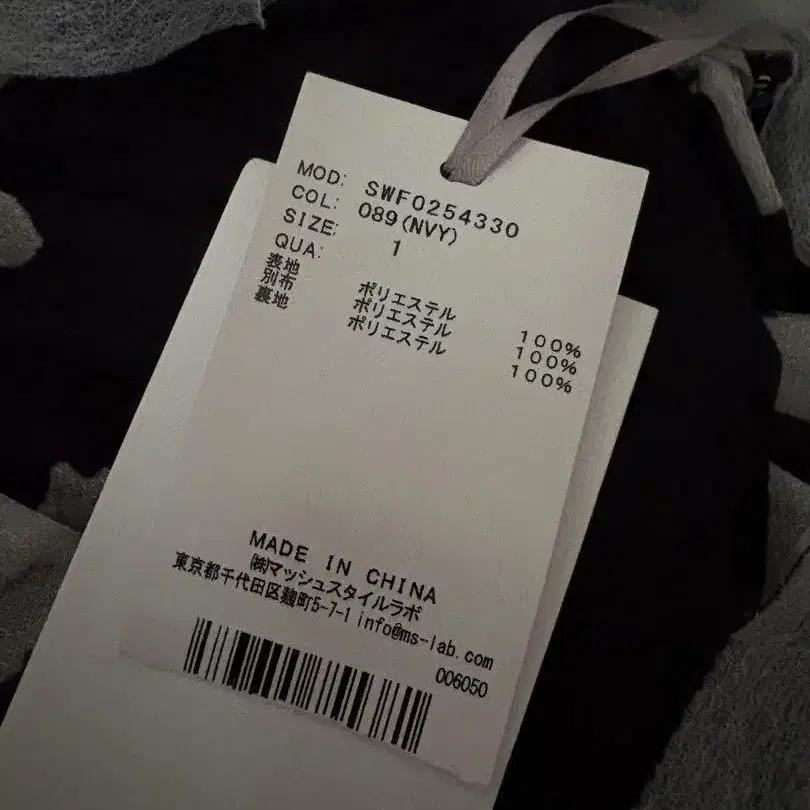 MOD: SWF0254330
COL: 089(NVY)
SIZE: 1
QUA:
表地 ポリエステル 100%
別布 ポリエステル 100%
裏地 ポリエステル 100%
MADE IN CHINA
㈱マッシュスタイルラボ
東京都千代田区麹町5-7-1 info@ms-lab.com
006050